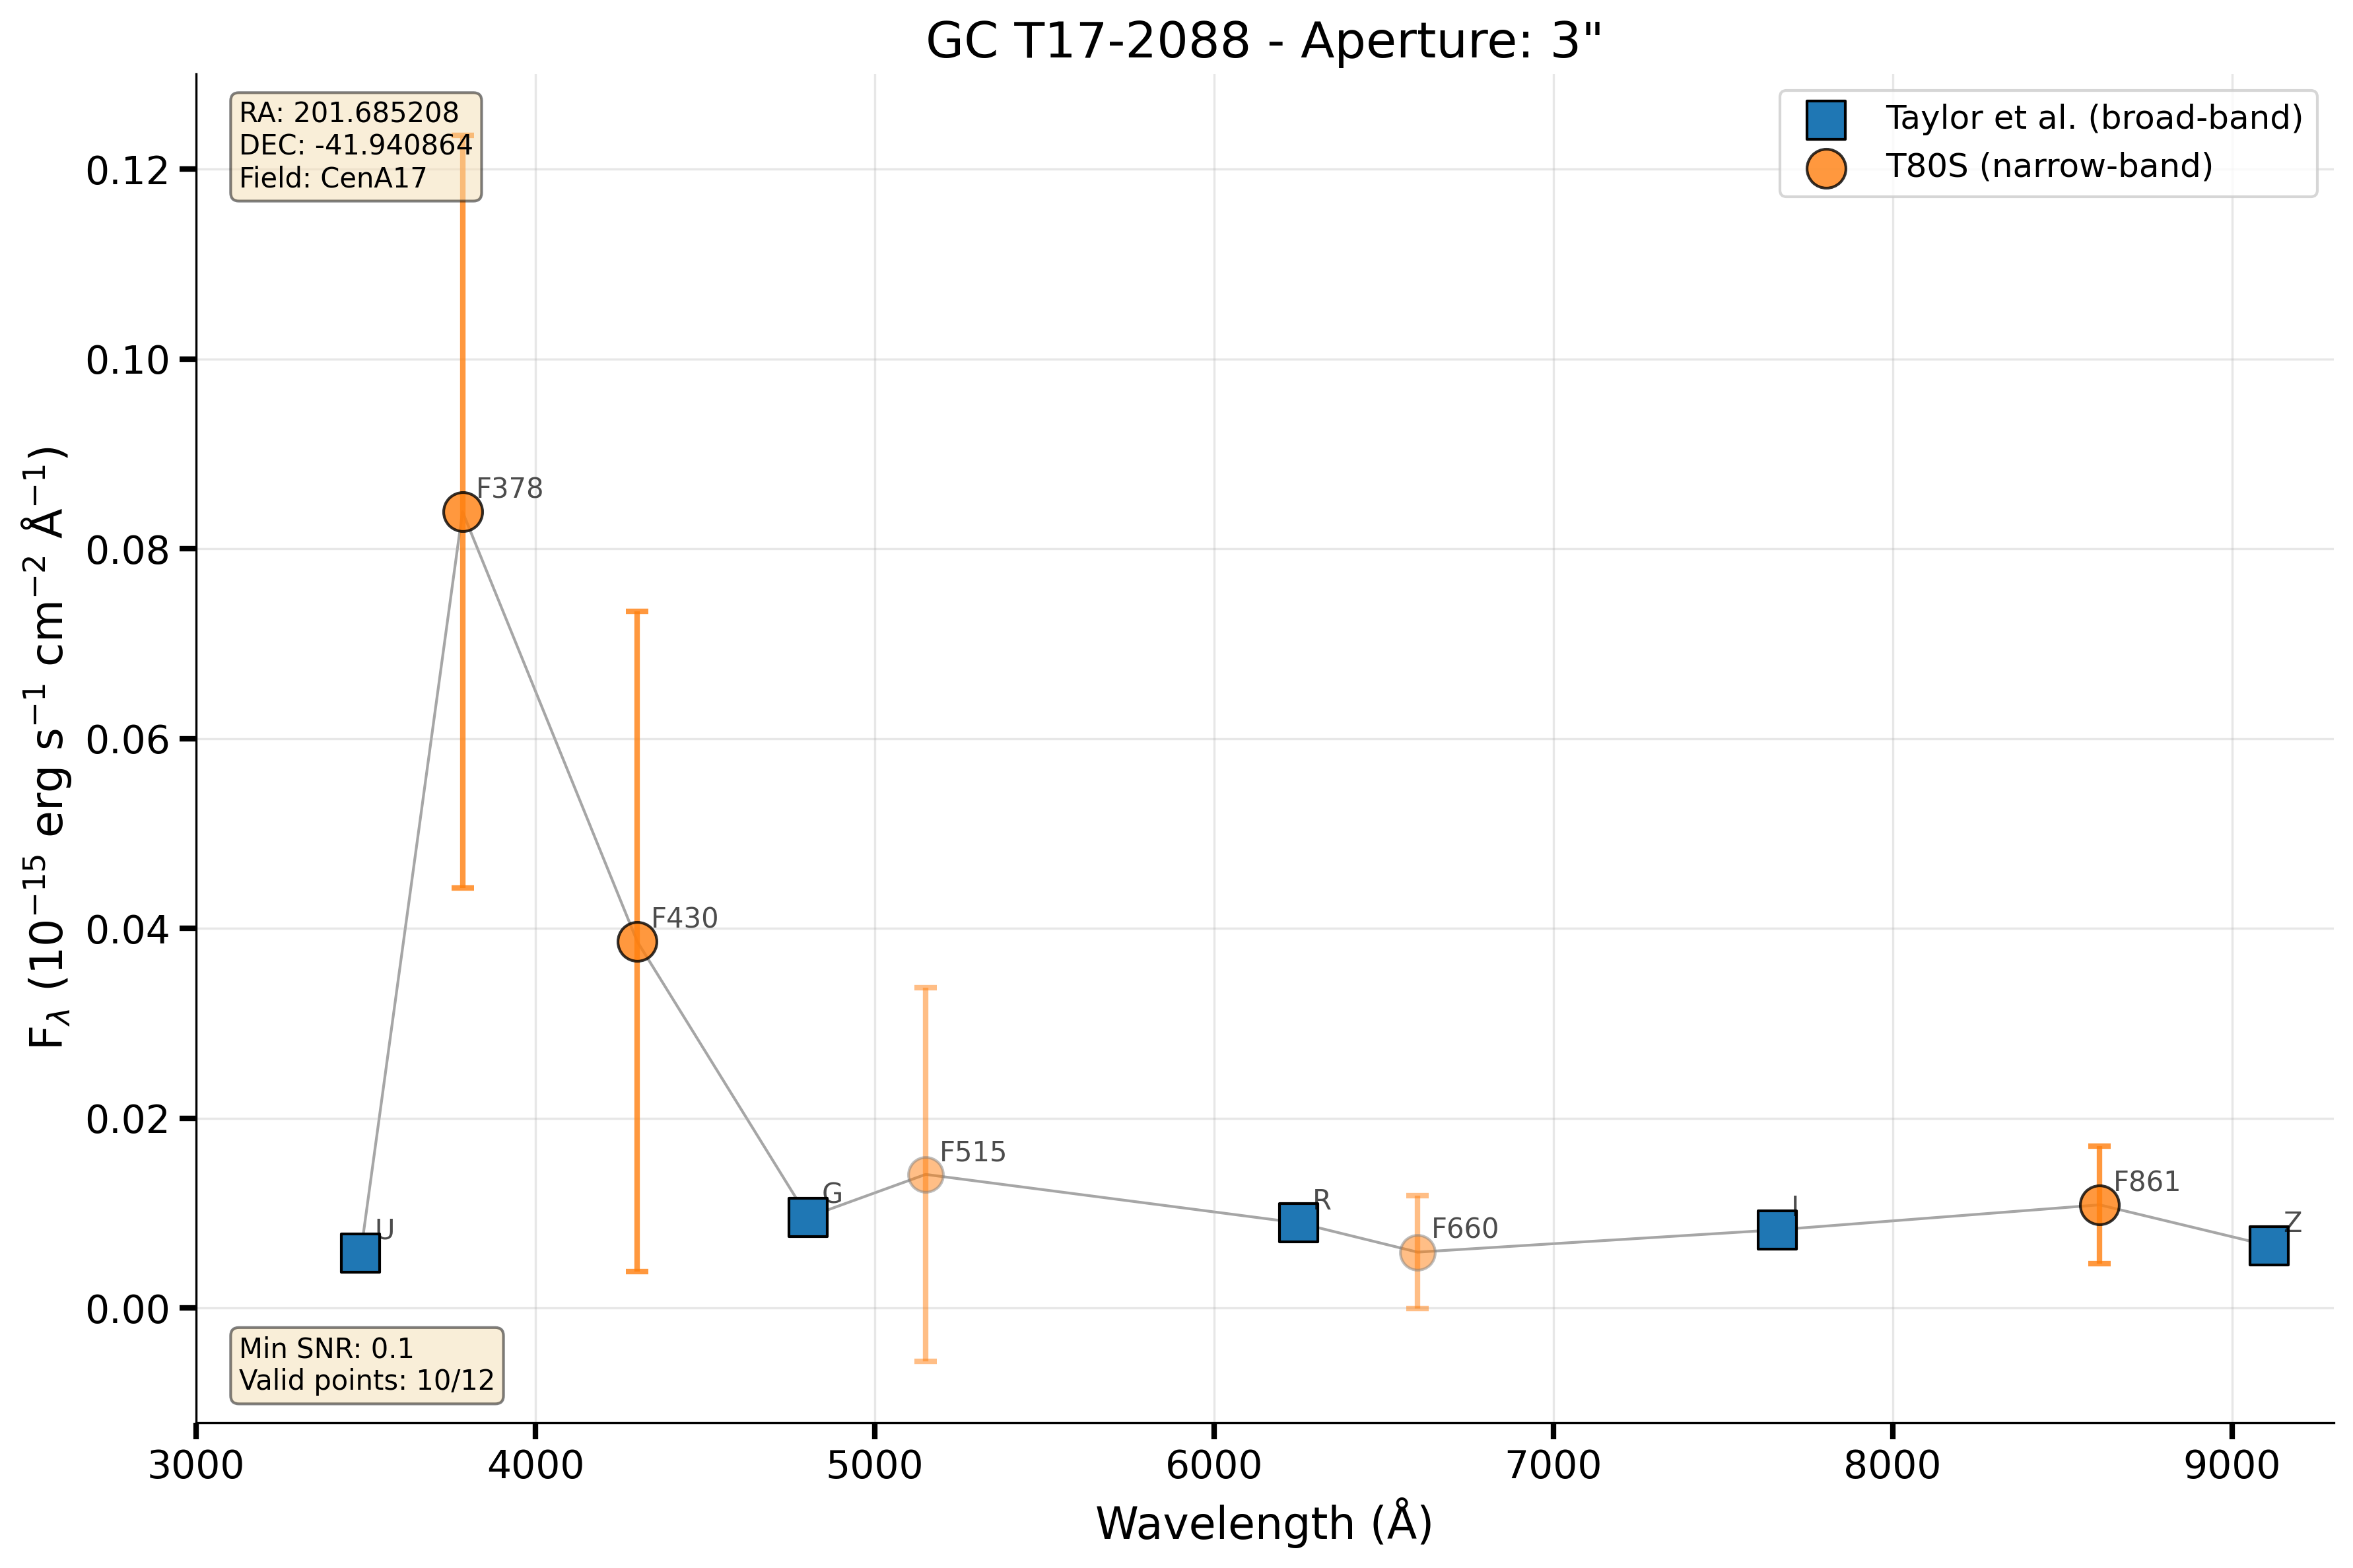 GC T17-2088 - Aperture: 3"
RA: 201.685208
DEC: -41.940864
Field: CenA17
Taylor et al. (broad-band)
T80S (narrow-band)
F$_λ$ (10$^{−15}$ erg s$^{−1}$ cm$^{−2}$ Å$^{−1}$)
0.12
0.10
0.08
0.06
0.04
0.02
0.00
F378
F430
F515
G
U
R
F660
I
F861
Z
Min SNR: 0.1
Valid points: 10/12
3000 4000 5000 6000 7000 8000 9000
Wavelength (Å)